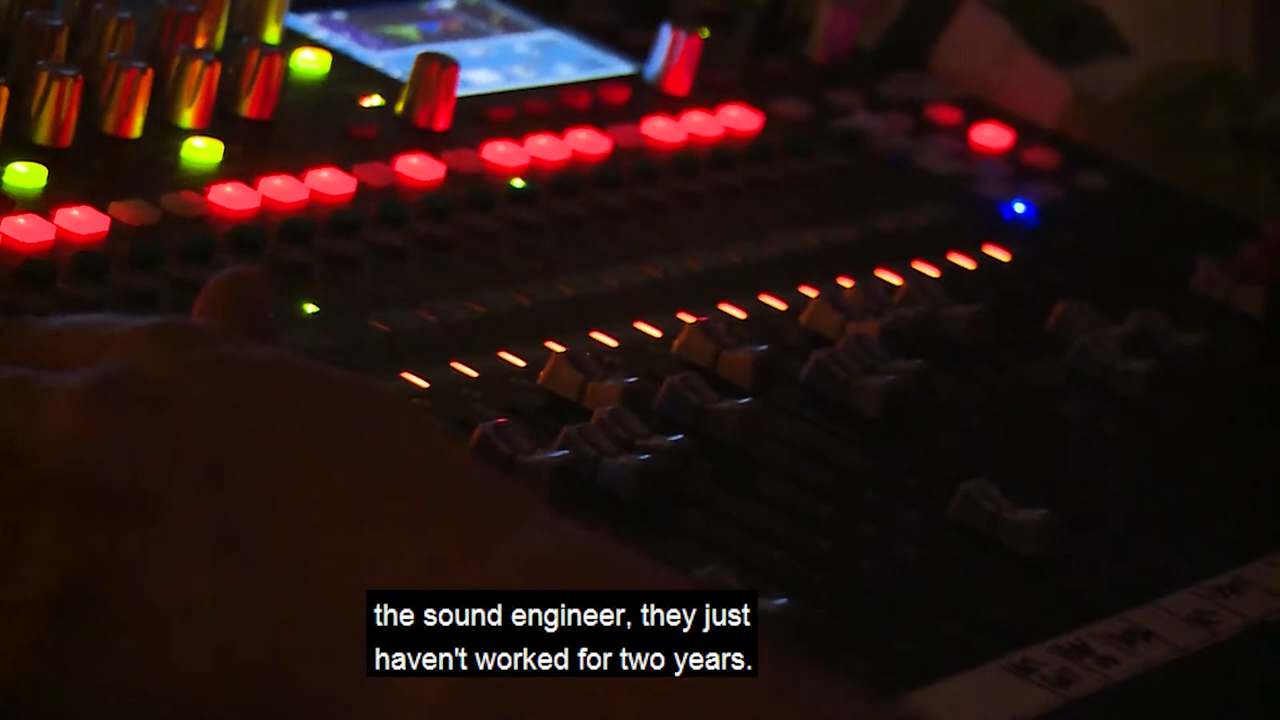 the sound engineer, they just
haven't worked for two years.